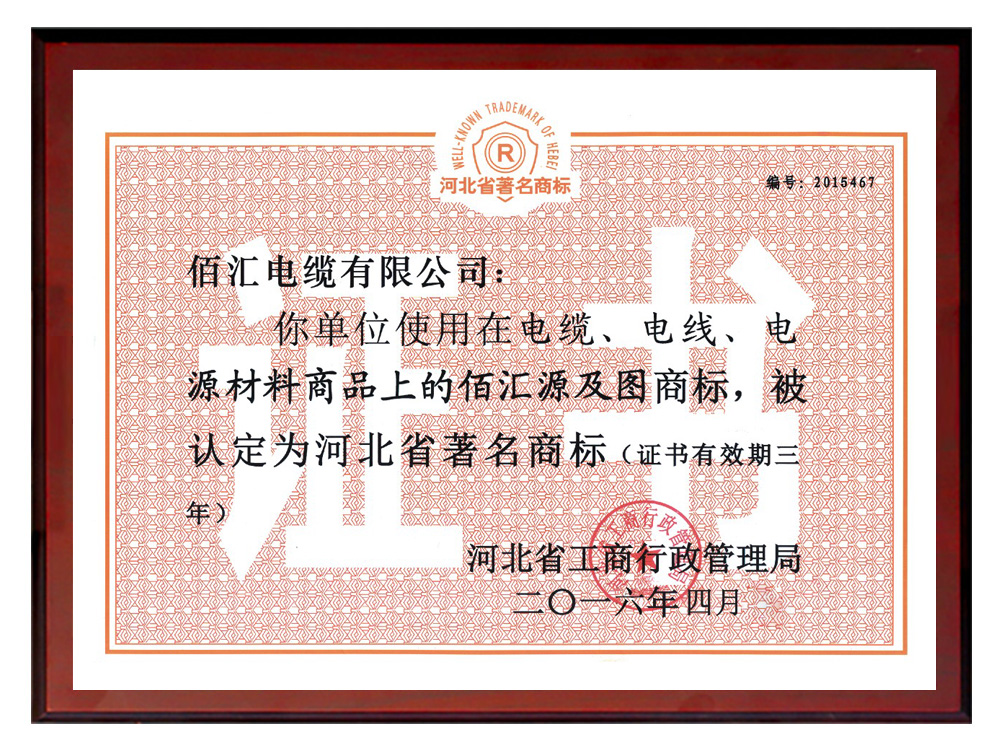 WELL-KNOWN TRADEMARK OF HEBEI
R
河北省著名商标
编号：2015467
证书
佰汇电缆有限公司：
你单位使用在电缆、电线、电
源材料商品上的佰汇源及图商标，被
认定为河北省著名商标（证书有效期三
年）
河北省工商行政管理局
二〇一六年四月